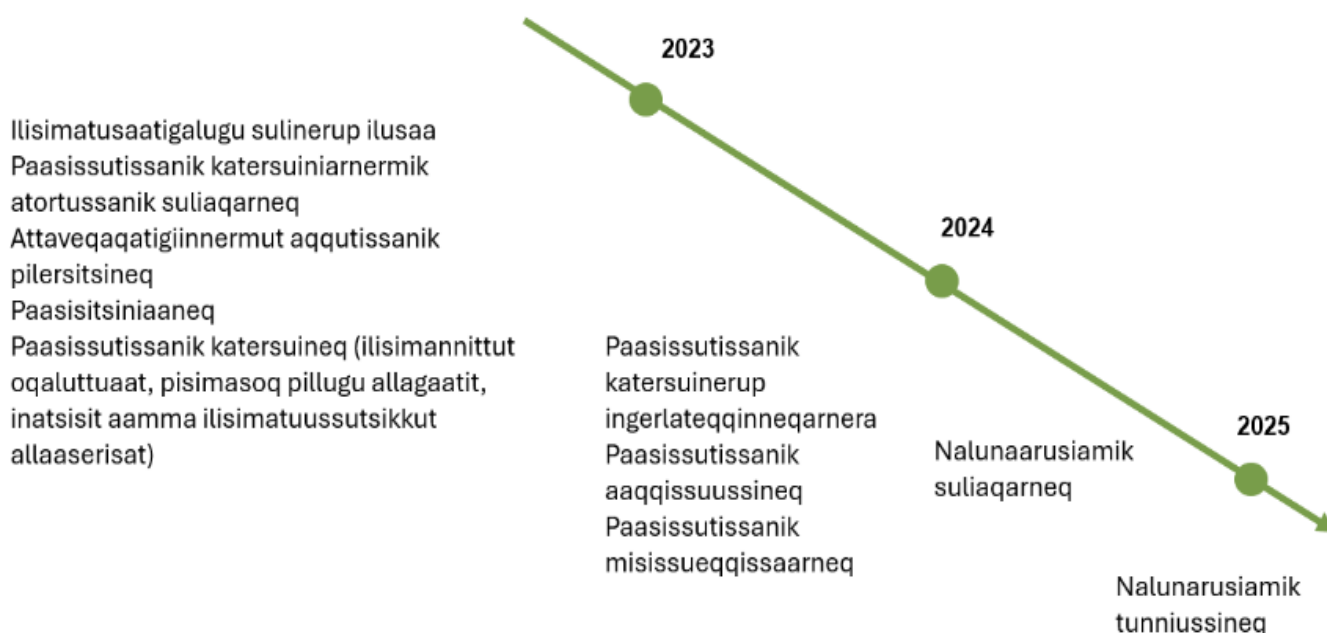 2023
Ilisimatusaatigalugu sulinerup ilusaa
Paasissutissanik katersuiniarnermik
atortussanik suliaqarneq
Attaveqaqatigiinnermut aqqutissanik
pilersitsineq
Paasisitsiniaaneq
Paasissutissanik katersuineq (ilisimannittut
oqaluttuaat, pisimasoq pillugu allagaatit,
inatsisit aamma ilisimatuussutsikkut
allaaserisat)
2024
Paasissutissanik
katersuinerup
ingerlateqqinneqarnera
Paasissutissanik
aaqqissuussineq
Paasissutissanik
misissueqqissaarneq
2025
Nalunaarusiamik
suliaqarneq
Nalunarusiamik
tunniussineq